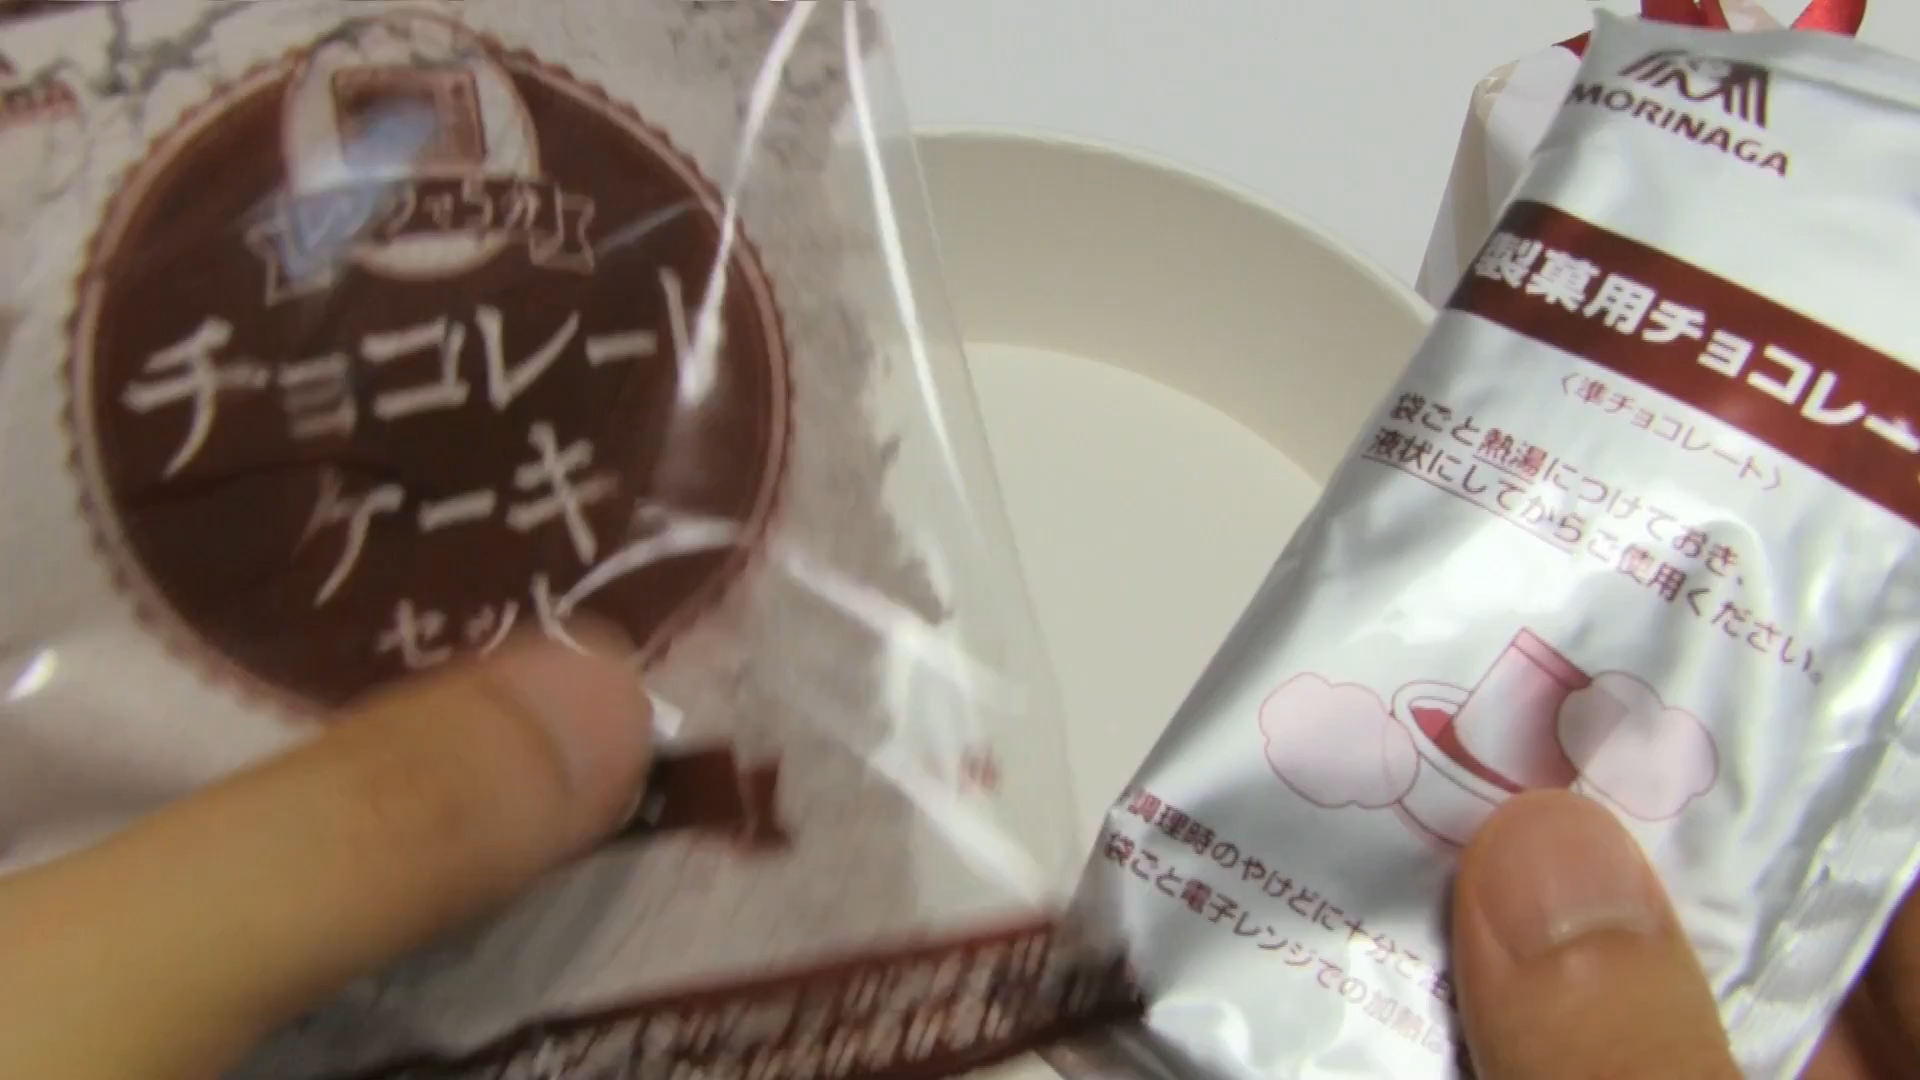 チョコレート
ケーキ
セット
MORINAGA
製菓用チョコレー
〈準チョコレート〉
袋ごと熱湯につけておき、
液状にしてからご使用ください。
調理時のやけどに十分ご注
袋ごと電子レンジでの加熱は